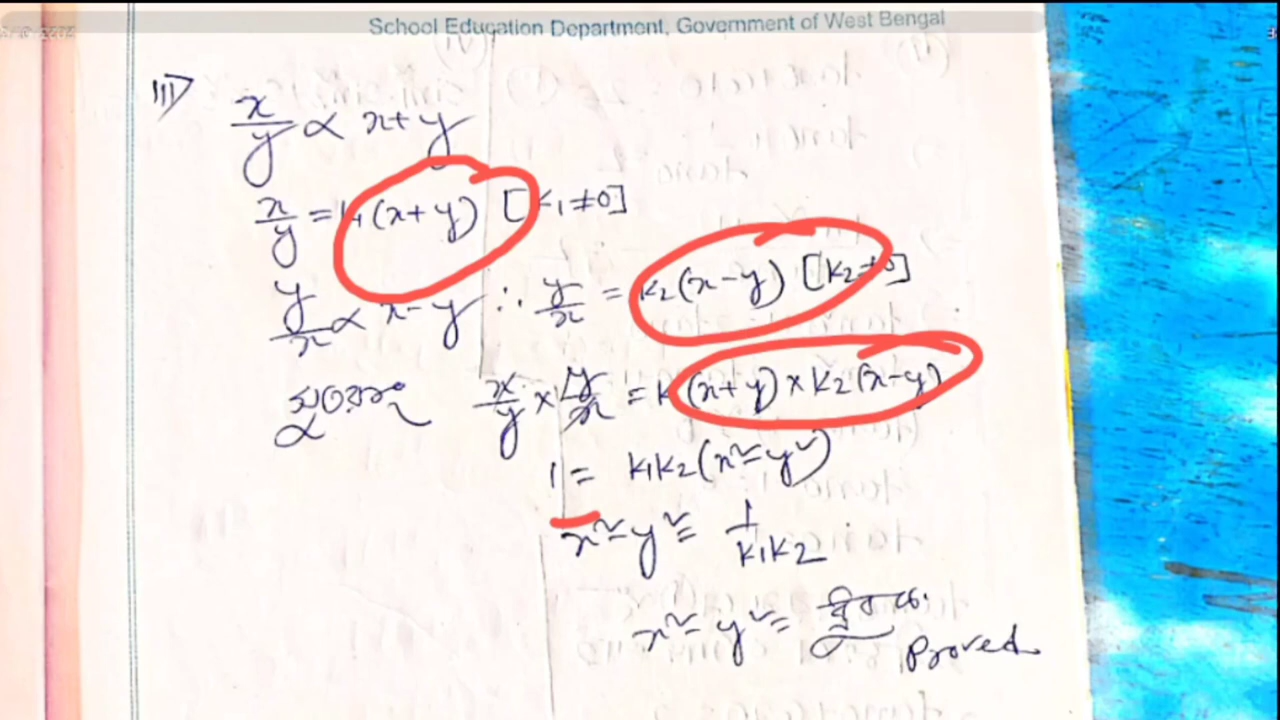 School Education Department, Government of West Bengal
III)
x/y ∝ x+y
x/y = k₁(x+y) [k₁≠0]
y/x ∝ x-y ∴ y/x = k₂(x-y) [k₂≠0]
সুতরাং x/y × y/x = k(x+y) × k₂(x-y)
1 = k₁k₂(x²-y²)
x²-y² = 1/k₁k₂
x²-y² = ধ্রুবক. Proved